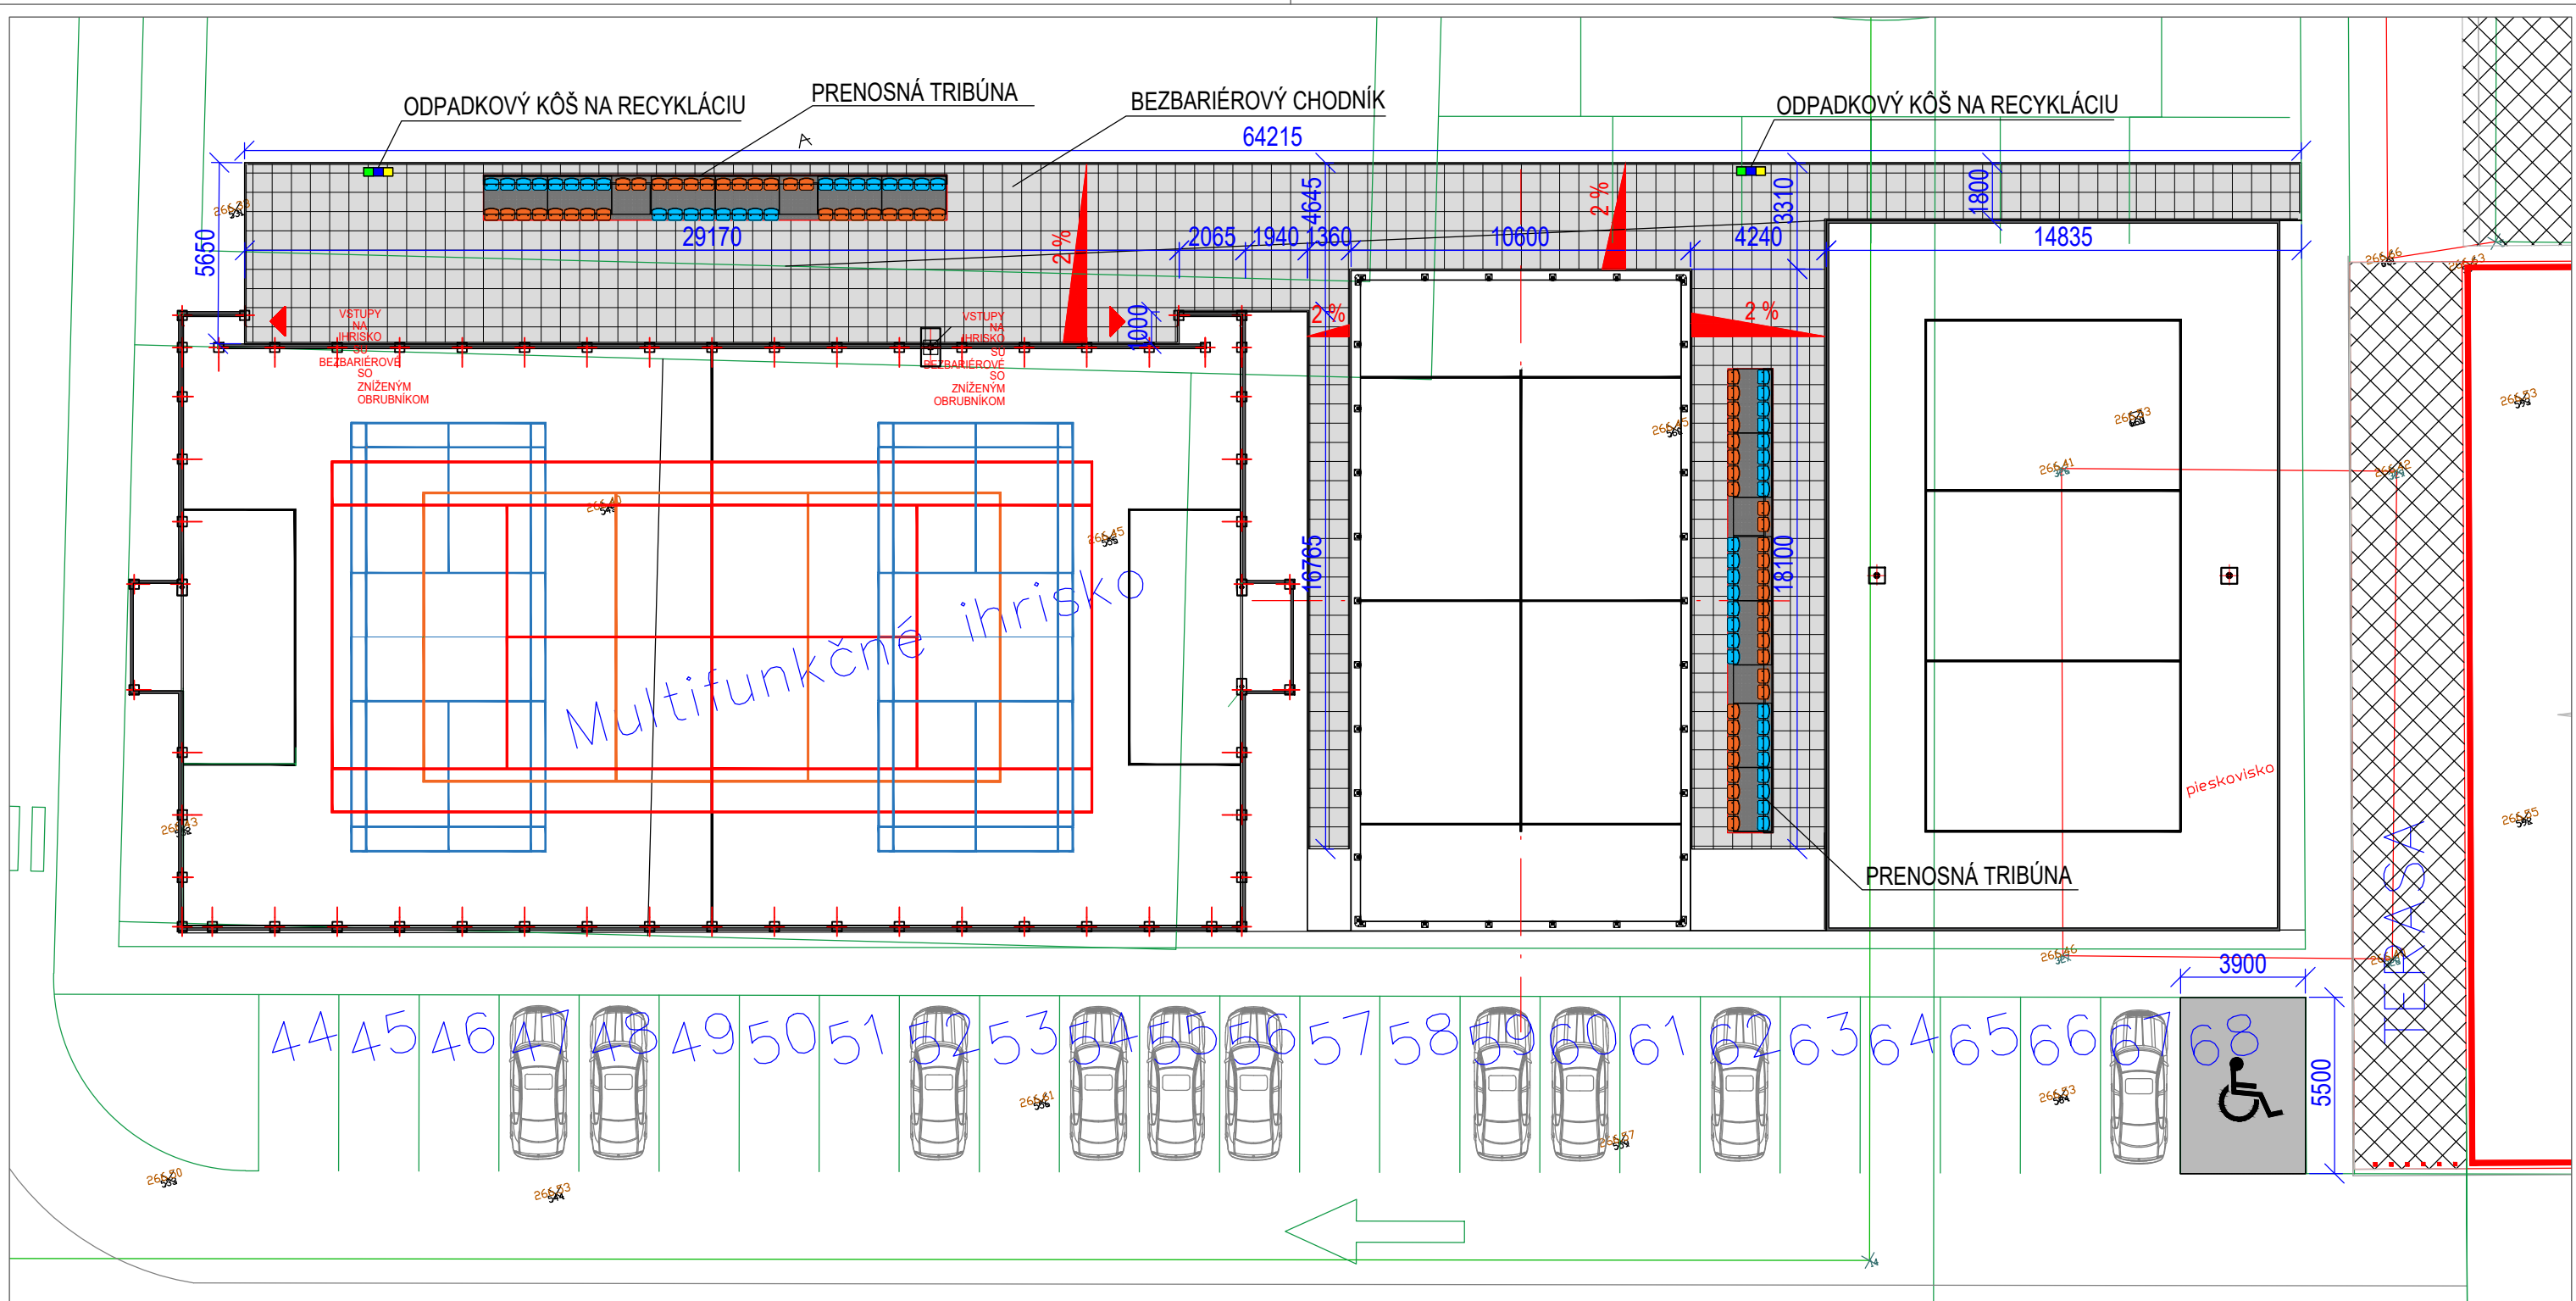 ODPADKOVÝ KÔŠ NA RECYKLÁCIU
PRENOSNÁ TRIBÚNA
BEZBARIÉROVÝ CHODNÍK
ODPADKOVÝ KÔŠ NA RECYKLÁCIU
A
64215
5650
29170
2065
1940
1360
10600
4240
14835
4645
3310
1800
2 %
2 %
2 %
2 %
1000
VSTUPY
NA
IHRISKO
SÚ
BEZBARIÉROVÉ
SO
ZNÍŽENÝM
OBRUBNÍKOM
VSTUPY
NA
IHRISKO
SÚ
BEZBARIÉROVÉ
SO
ZNÍŽENÝM
OBRUBNÍKOM
16765
18100
Multifunkčné ihrisko
pieskovisko
PRENOSNÁ TRIBÚNA
TERASA
3900
5500
44 45 46 47 48 49 50 51 52 53 54 55 56 57 58 59 60 61 62 63 64 65 66 67 68